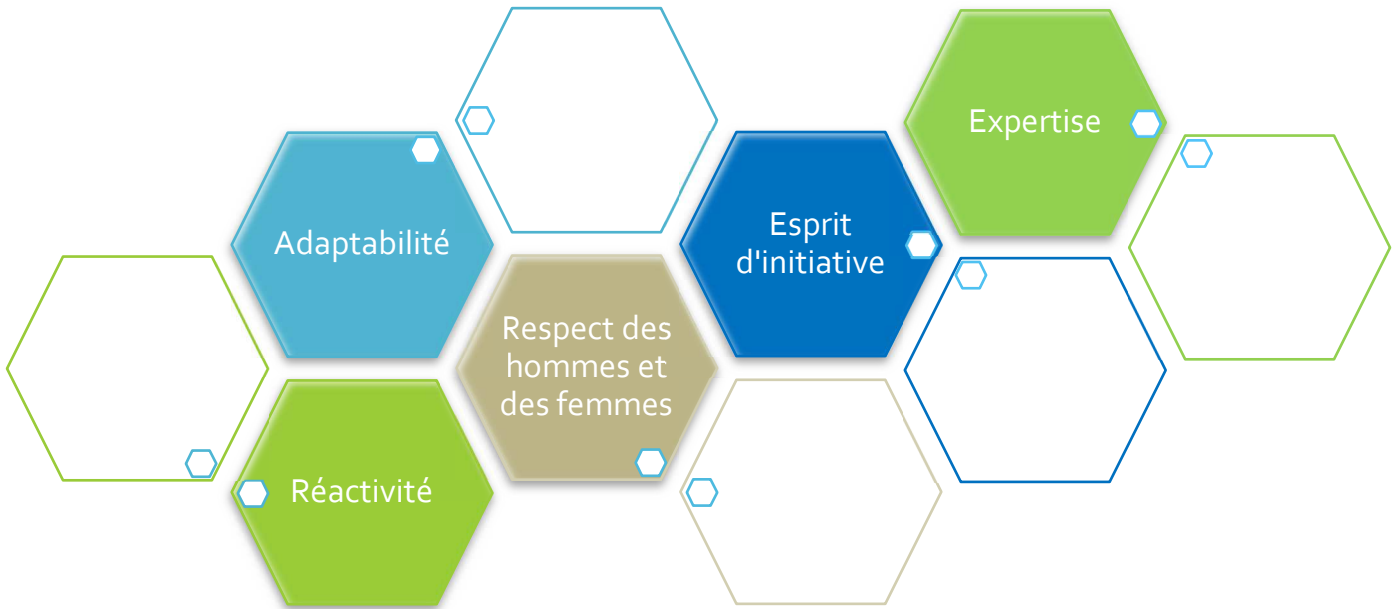 Expertise
Adaptabilité
Esprit
d'initiative
Respect des
hommes et
des femmes
Réactivité